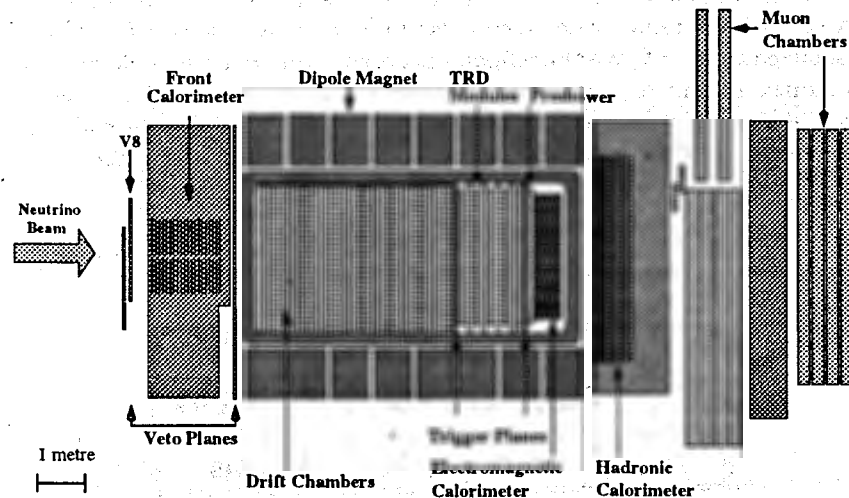 Muon
Chambers
Front
Calorimeter
Dipole Magnet
TRD
Modules Preshower
V8
Neutrino
Beam
Veto Planes
Trigger Planes
1 metre
Drift Chambers
Electromagnetic
Calorimeter
Hadronic
Calorimeter